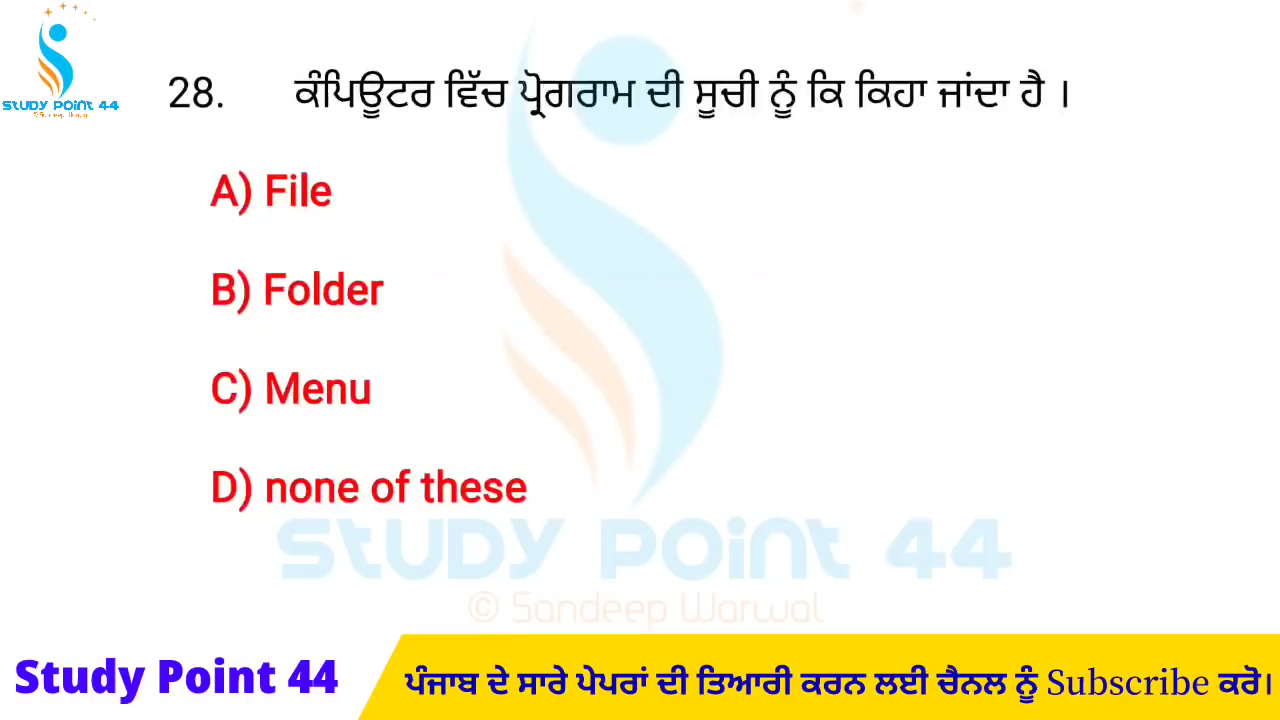 STUDY POINT 44
28. ਕੰਪਿਊਟਰ ਵਿੱਚ ਪ੍ਰੋਗਰਾਮ ਦੀ ਸੂਚੀ ਨੂੰ ਕਿ ਕਿਹਾ ਜਾਂਦਾ ਹੈ ।
A) File
B) Folder
C) Menu
D) none of these
STUDY POINT 44
© Sandeep Warwal
Study Point 44
ਪੰਜਾਬ ਦੇ ਸਾਰੇ ਪੇਪਰਾਂ ਦੀ ਤਿਆਰੀ ਕਰਨ ਲਈ ਚੈਨਲ ਨੂੰ Subscribe ਕਰੋ।